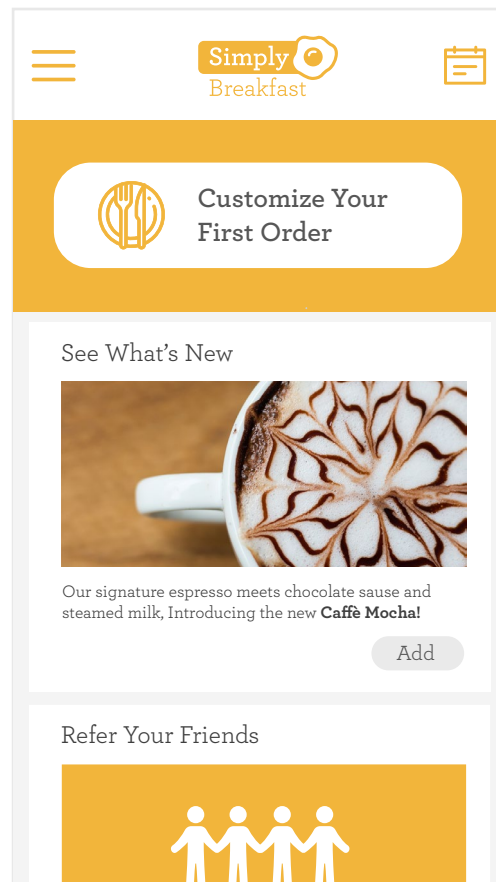 Simply
Breakfast
Customize Your
First Order
See What’s New
Our signature espresso meets chocolate sause and
steamed milk, Introducing the new Caffè Mocha!
Add
Refer Your Friends